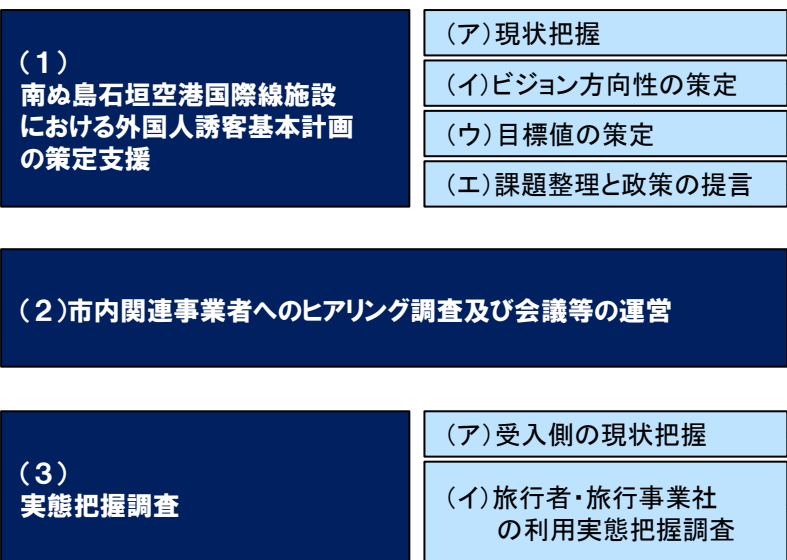 （1）
南ぬ島石垣空港国際線施設
における外国人誘客基本計画
の策定支援
（ア）現状把握
（イ）ビジョン方向性の策定
（ウ）目標値の策定
（エ）課題整理と政策の提言
（2）市内関連事業者へのヒアリング調査及び会議等の運営
（3）
実態把握調査
（ア）受入側の現状把握
（イ）旅行者・旅行事業社
の利用実態把握調査